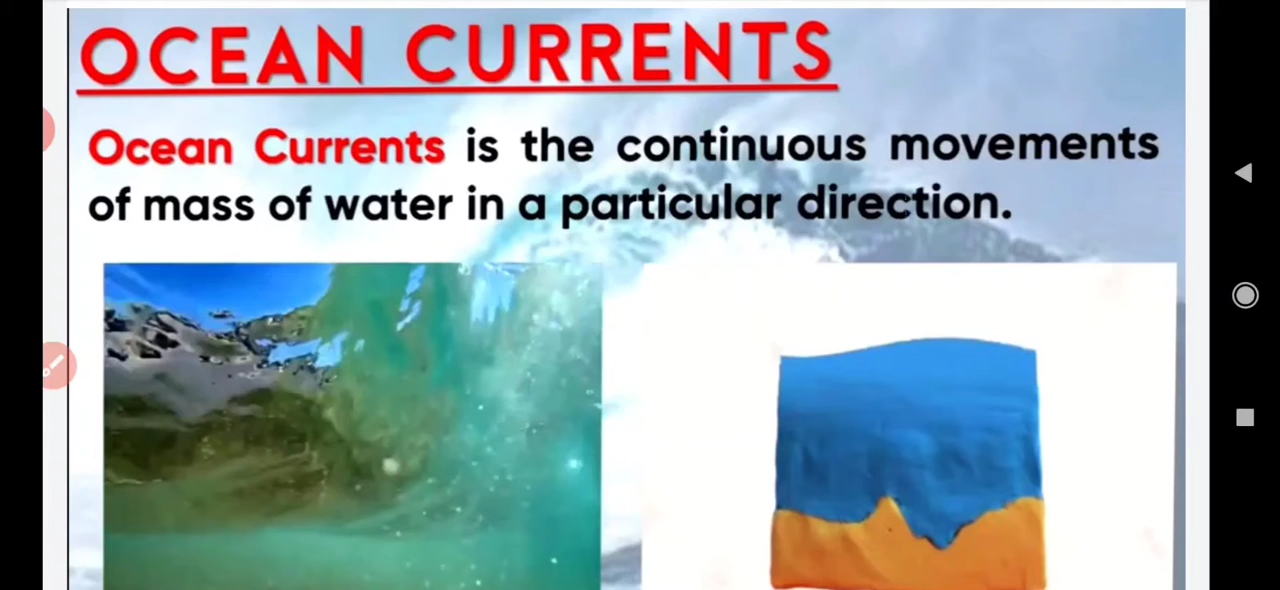 OCEAN CURRENTS
Ocean Currents is the continuous movements
of mass of water in a particular direction.